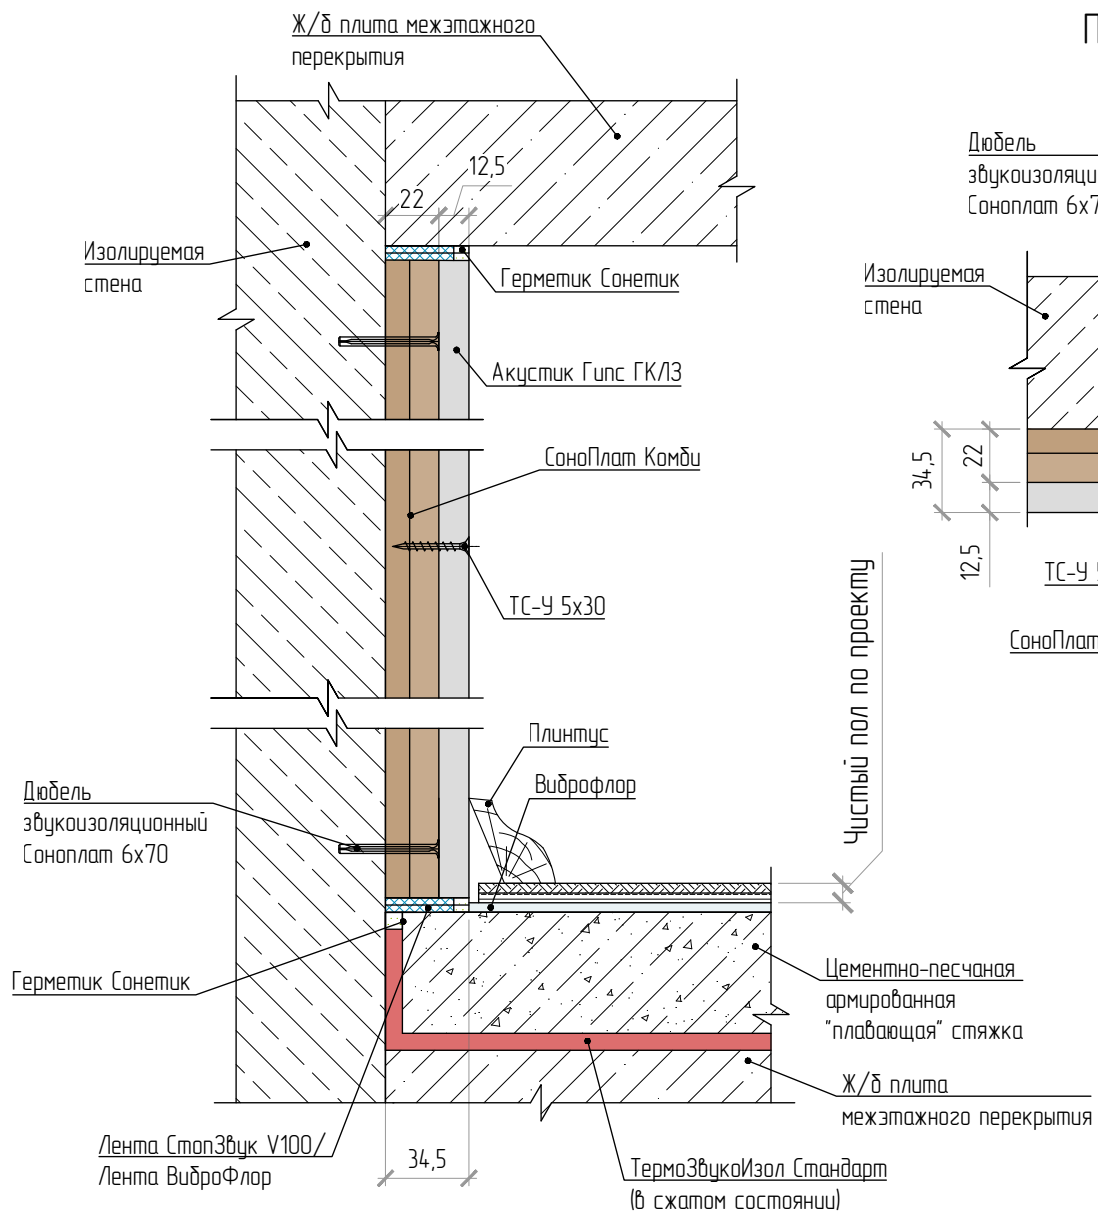 Ж/б плита межэтажного
перекрытия
П
12,5
22
Дюбель
звукоизоляци
Соноплат 6х7
Изолируемая
стена
Герметик Сонетик
Изолируемая
стена
Акустик Гипс ГКЛЗ
СоноПлат Комби
34,5
22
12,5
ТС-У 5х30
ТС-У 5
СоноПлат
Чистый пол по проекту
Плинтус
Виброфлор
Дюбель
звукоизоляционный
Соноплат 6х70
Герметик Сонетик
Цементно-песчаная
армированная
"плавающая" стяжка
Ж/б плита
межэтажного перекрытия
Лента СтопЗвук V100/
Лента ВиброФлор
34,5
ТермоЗвукоИзол Стандарт
(в сжатом состоянии)